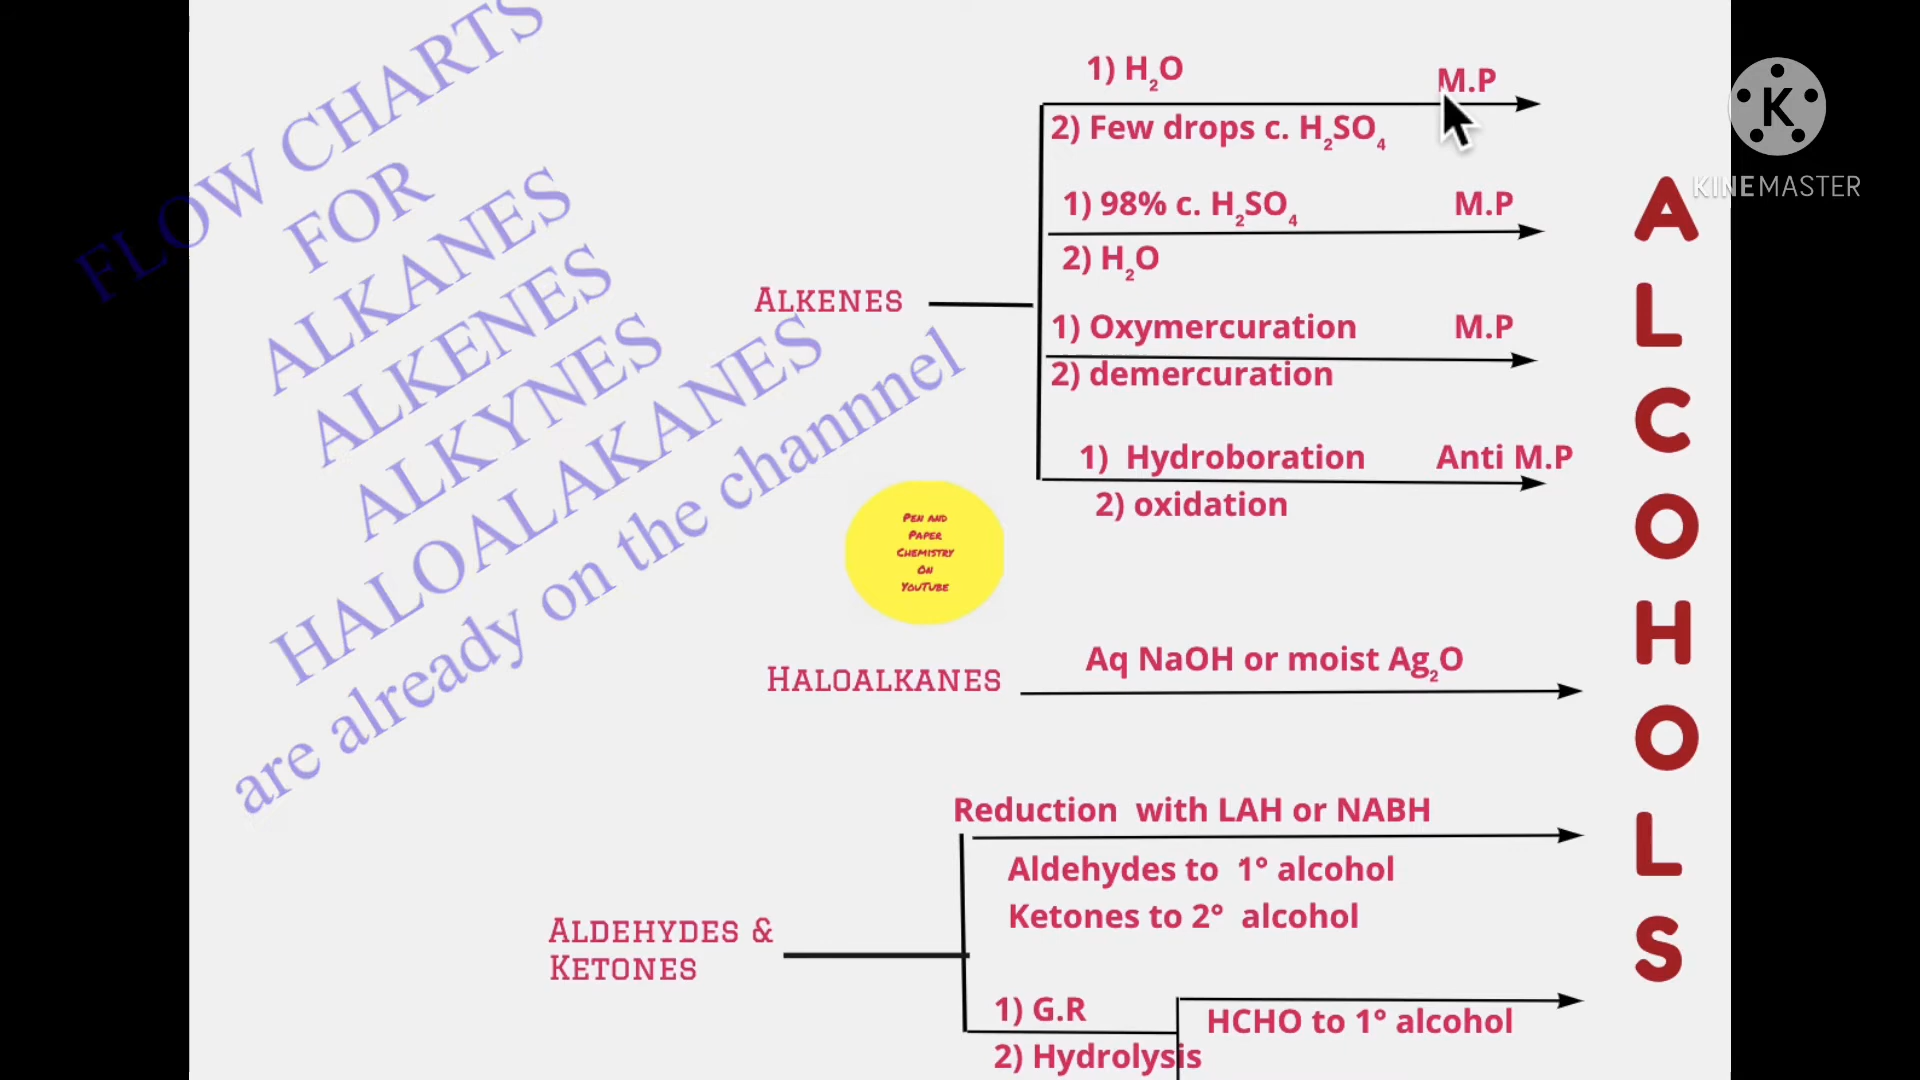 FLOW CHARTS
FOR
ALKANES
ALKENES
ALKYNES
HALOALAKANES
are already on the channnel
1) H₂O M.P
2) Few drops c. H₂SO₄
1) 98% c. H₂SO₄ M.P
2) H₂O
ALKENES
1) Oxymercuration M.P
2) demercuration
1) Hydroboration Anti M.P
2) oxidation
PEN AND
PAPER
CHEMISTRY
ON
YOUTUBE
HALOALKANES
Aq NaOH or moist Ag₂O
Reduction with LAH or NABH
Aldehydes to 1° alcohol
Ketones to 2° alcohol
ALDEHYDES &
KETONES
1) G.R
2) Hydrolysis
HCHO to 1° alcohol
ALCOHOLS
K
KINEMASTER